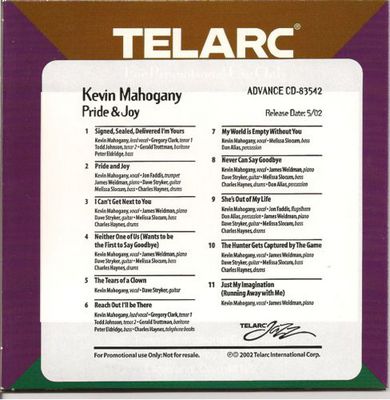 TELARC®
Kevin Mahogany
Pride & Joy
ADVANCE CD-83542
Release Date: 5/02
1 Signed, Sealed, Delivered I'm Yours
Kevin Mahogany, lead vocal • Gregory Clark, tenor 1
Todd Johnson, tenor 2 • Gerald Trottman, baritone
Peter Eldridge, bass
2 Pride and Joy
Kevin Mahogany, vocal • Jon Faddis, trumpet
James Weidman, piano • Dave Stryker, guitar
Melissa Slocum, bass
Charles Haynes, drums
3 I Can't Get Next to You
Kevin Mahogany, vocal • James Weidman, piano
Dave Stryker, guitar • Melissa Slocum, bass
Charles Haynes, drums
4 Neither One of Us (Wants to be
the First to Say Goodbye)
Kevin Mahogany, vocal • James Weidman, piano
Dave Stryker, guitar • Melissa Slocum, bass
Charles Haynes, drums
5 The Tears of a Clown
Kevin Mahogany, vocal • Dave Stryker, guitar
6 Reach Out I'll be There
Kevin Mahogany, lead vocal • Gregory Clark, tenor 1
Todd Johnson, tenor 2 • Gerald Trottman, baritone
Peter Eldridge, bass • Charles Haynes, telephone books
7 My World is Empty Without You
Kevin Mahogany, vocal • Melissa Slocum, bass
Don Alias, percussion
8 Never Can Say Goodbye
Kevin Mahogany, vocal • James Weidman, piano
Dave Stryker, guitar • Melissa Slocum, bass
Charles Haynes, drums • Don Alias, percussion
9 She's Out of My Life
Kevin Mahogany, vocal • Jon Faddis, flugelhorn
Don Alias, percussion • James Weidman, piano
Dave Stryker, guitar • Melissa Slocum, bass
Charles Haynes, drums
10 The Hunter Gets Captured by The Game
Kevin Mahogany, vocal • James Weidman, piano
Dave Stryker, guitar • Melissa Slocum, bass
Charles Haynes, drums
11 Just My Imagination
(Running Away with Me)
Kevin Mahogany, vocal • James Weidman, piano
TELARC Jazz
For Promotional Use Only: Not for resale.
℗©2002 Telarc International Corp.